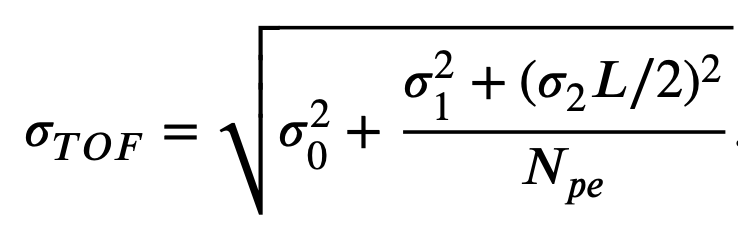 σ_{TOF} = \sqrt{σ_0^2 + \frac{σ_1^2 + (σ_2 L/2)^2}{N_{pe}}}.